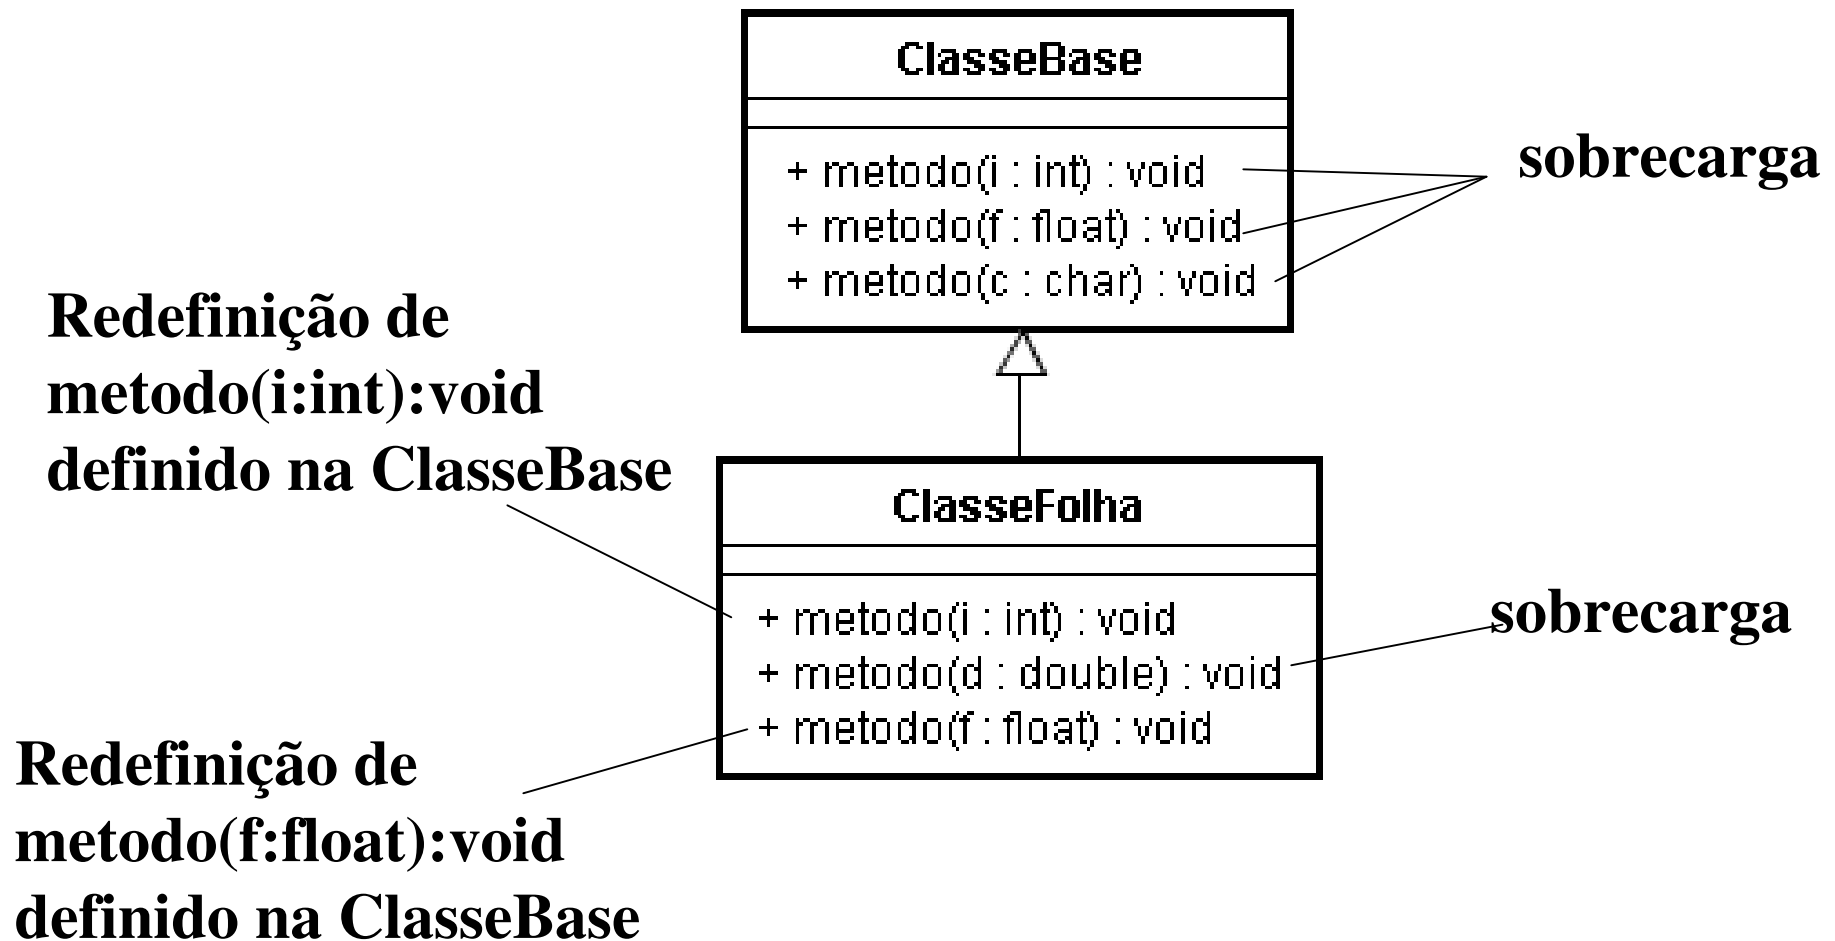 ClasseBase
+ metodo(i : int) : void
+ metodo(f : float) : void
+ metodo(c : char) : void
sobrecarga
Redefinição de
metodo(i:int):void
definido na ClasseBase
ClasseFolha
+ metodo(i : int) : void
+ metodo(d : double) : void
+ metodo(f : float) : void
sobrecarga
Redefinição de
metodo(f:float):void
definido na ClasseBase